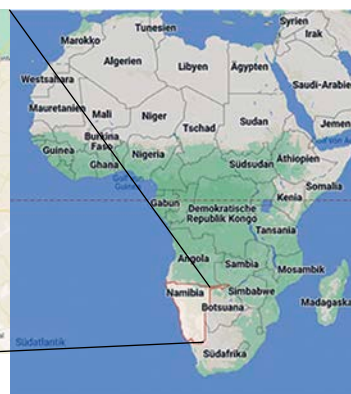 Syrien
Tunesien
Irak
Marokko
Algerien
Libyen
Ägypten
Westsahara
Saudi-Arabie
Mauretanien
Mali
Niger
Tschad
Sudan
Jemen
Burkina
Faso
Guinea
Nigeria
Ghana
Südsudan
Äthiopien
Somalia
Gabun
Kenia
Demokratische
Republik Kongo
Tansania
Angola
Sambia
Mosambik
Namibia
Simbabwe
Madagaska
Botsuana
Südatlantik
Südafrika